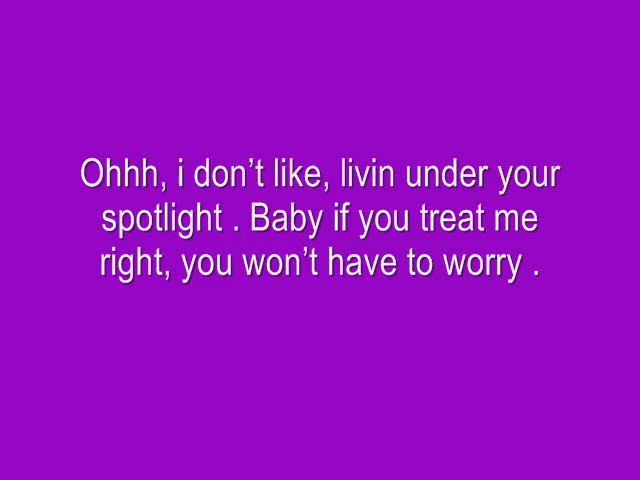 Ohhh, i don’t like, livin under your
spotlight . Baby if you treat me
right, you won’t have to worry .